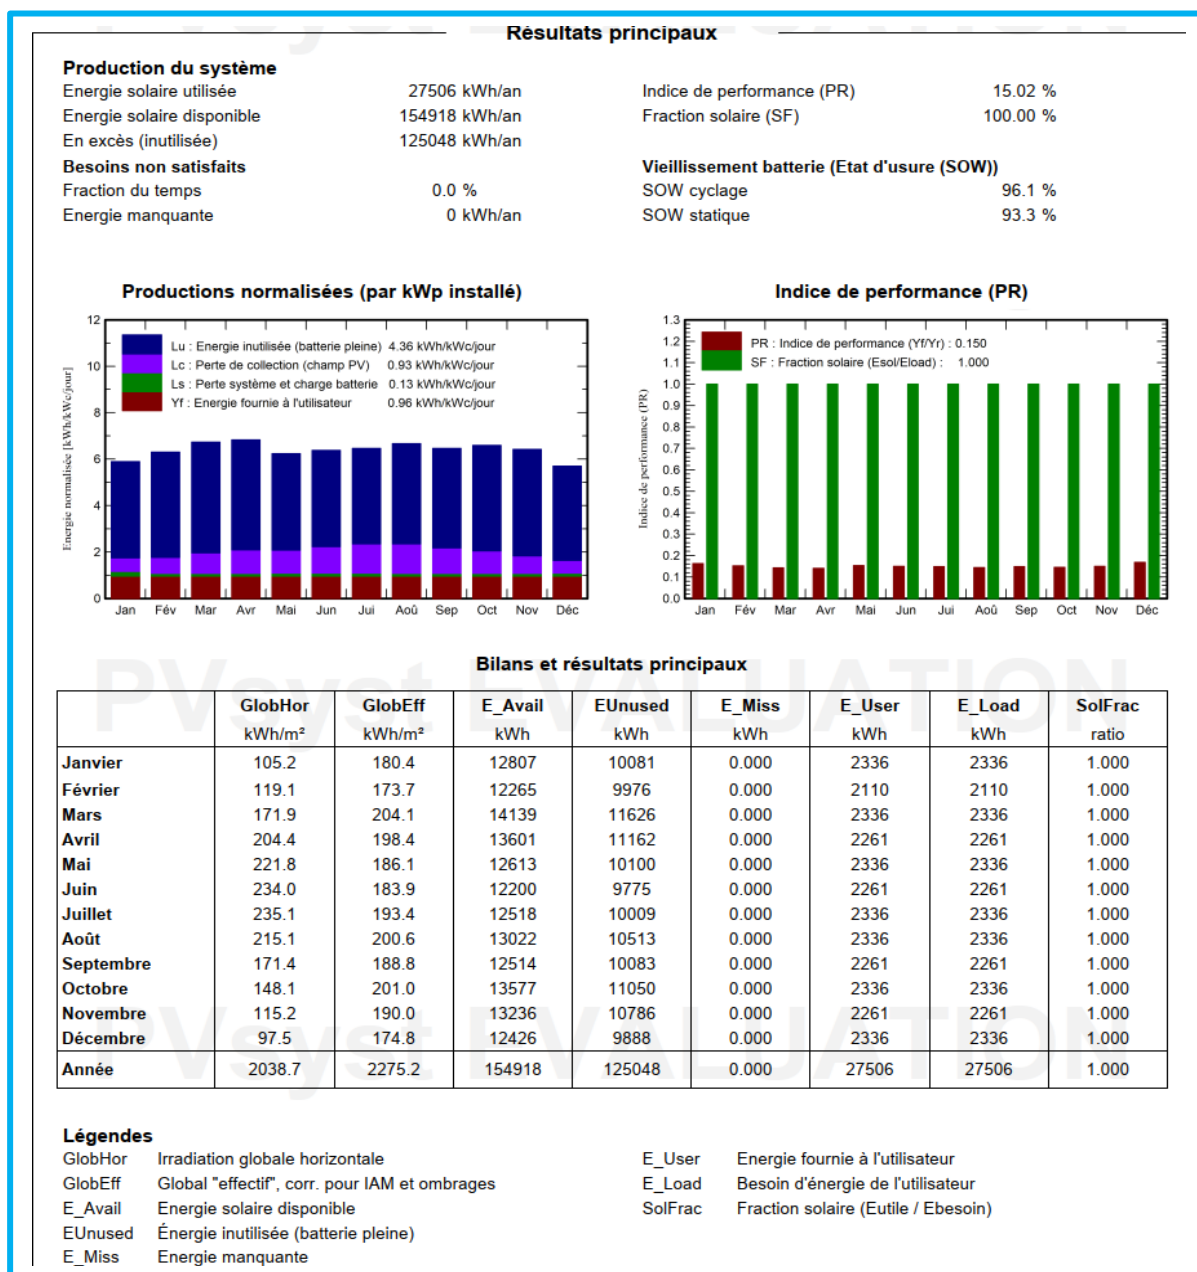 Résultats principaux
Production du système
Energie solaire utilisée 27506 kWh/an Indice de performance (PR) 15.02 %
Energie solaire disponible 154918 kWh/an Fraction solaire (SF) 100.00 %
En excès (inutilisée) 125048 kWh/an
Besoins non satisfaits Vieillissement batterie (Etat d'usure (SOW))
Fraction du temps 0.0 % SOW cyclage 96.1 %
Energie manquante 0 kWh/an SOW statique 93.3 %
Productions normalisées (par kWp installé)
Energie normalisée [kWh/kWc/jour]
12
10
8
6
4
2
0
Lu : Energie inutilisée (batterie pleine) 4.36 kWh/kWc/jour
Lc : Perte de collection (champ PV) 0.93 kWh/kWc/jour
Ls : Perte système et charge batterie 0.13 kWh/kWc/jour
Yf : Energie fournie à l'utilisateur 0.96 kWh/kWc/jour
Jan Fév Mar Avr Mai Jun Jui Aoû Sep Oct Nov Déc
Indice de performance (PR)
Indice de performance (PR)
1.3
1.2
1.1
1.0
0.9
0.8
0.7
0.6
0.5
0.4
0.3
0.2
0.1
0.0
PR : Indice de performance (Yf/Yr) : 0.150
SF : Fraction solaire (Esol/Eload) : 1.000
Jan Fév Mar Avr Mai Jun Jui Aoû Sep Oct Nov Déc
PVsyst EVALUATION
Bilans et résultats principaux
GlobHor GlobEff E_Avail EUnused E_Miss E_User E_Load SolFrac
kWh/m² kWh/m² kWh kWh kWh kWh kWh ratio
Janvier 105.2 180.4 12807 10081 0.000 2336 2336 1.000
Février 119.1 173.7 12265 9976 0.000 2110 2110 1.000
Mars 171.9 204.1 14139 11626 0.000 2336 2336 1.000
Avril 204.4 198.4 13601 11162 0.000 2261 2261 1.000
Mai 221.8 186.1 12613 10100 0.000 2336 2336 1.000
Juin 234.0 183.9 12200 9775 0.000 2261 2261 1.000
Juillet 235.1 193.4 12518 10009 0.000 2336 2336 1.000
Août 215.1 200.6 13022 10513 0.000 2336 2336 1.000
Septembre 171.4 188.8 12514 10083 0.000 2261 2261 1.000
Octobre 148.1 201.0 13577 11050 0.000 2336 2336 1.000
Novembre 115.2 190.0 13236 10786 0.000 2261 2261 1.000
Décembre 97.5 174.8 12426 9888 0.000 2336 2336 1.000
Année 2038.7 2275.2 154918 125048 0.000 27506 27506 1.000
PVsyst EVALUATION
Légendes
GlobHor Irradiation globale horizontale E_User Energie fournie à l'utilisateur
GlobEff Global "effectif", corr. pour IAM et ombrages E_Load Besoin d'énergie de l'utilisateur
E_Avail Energie solaire disponible SolFrac Fraction solaire (Eutile / Ebesoin)
EUnused Énergie inutilisée (batterie pleine)
E_Miss Energie manquante